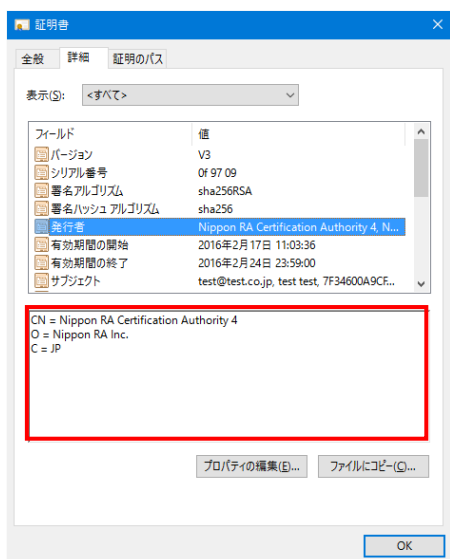 証明書
全般 詳細 証明のパス
表示(S): <すべて>
フィールド 値
バージョン V3
シリアル番号 0f 97 09
署名アルゴリズム sha256RSA
署名ハッシュ アルゴリズム sha256
発行者 Nippon RA Certification Authority 4, N...
有効期間の開始 2016年2月17日 11:03:36
有効期間の終了 2016年2月24日 23:59:00
サブジェクト test@test.co.jp, test test, 7F34600A9CF...
CN = Nippon RA Certification Authority 4
O = Nippon RA Inc.
C = JP
プロパティの編集(E)... ファイルにコピー(C)...
OK